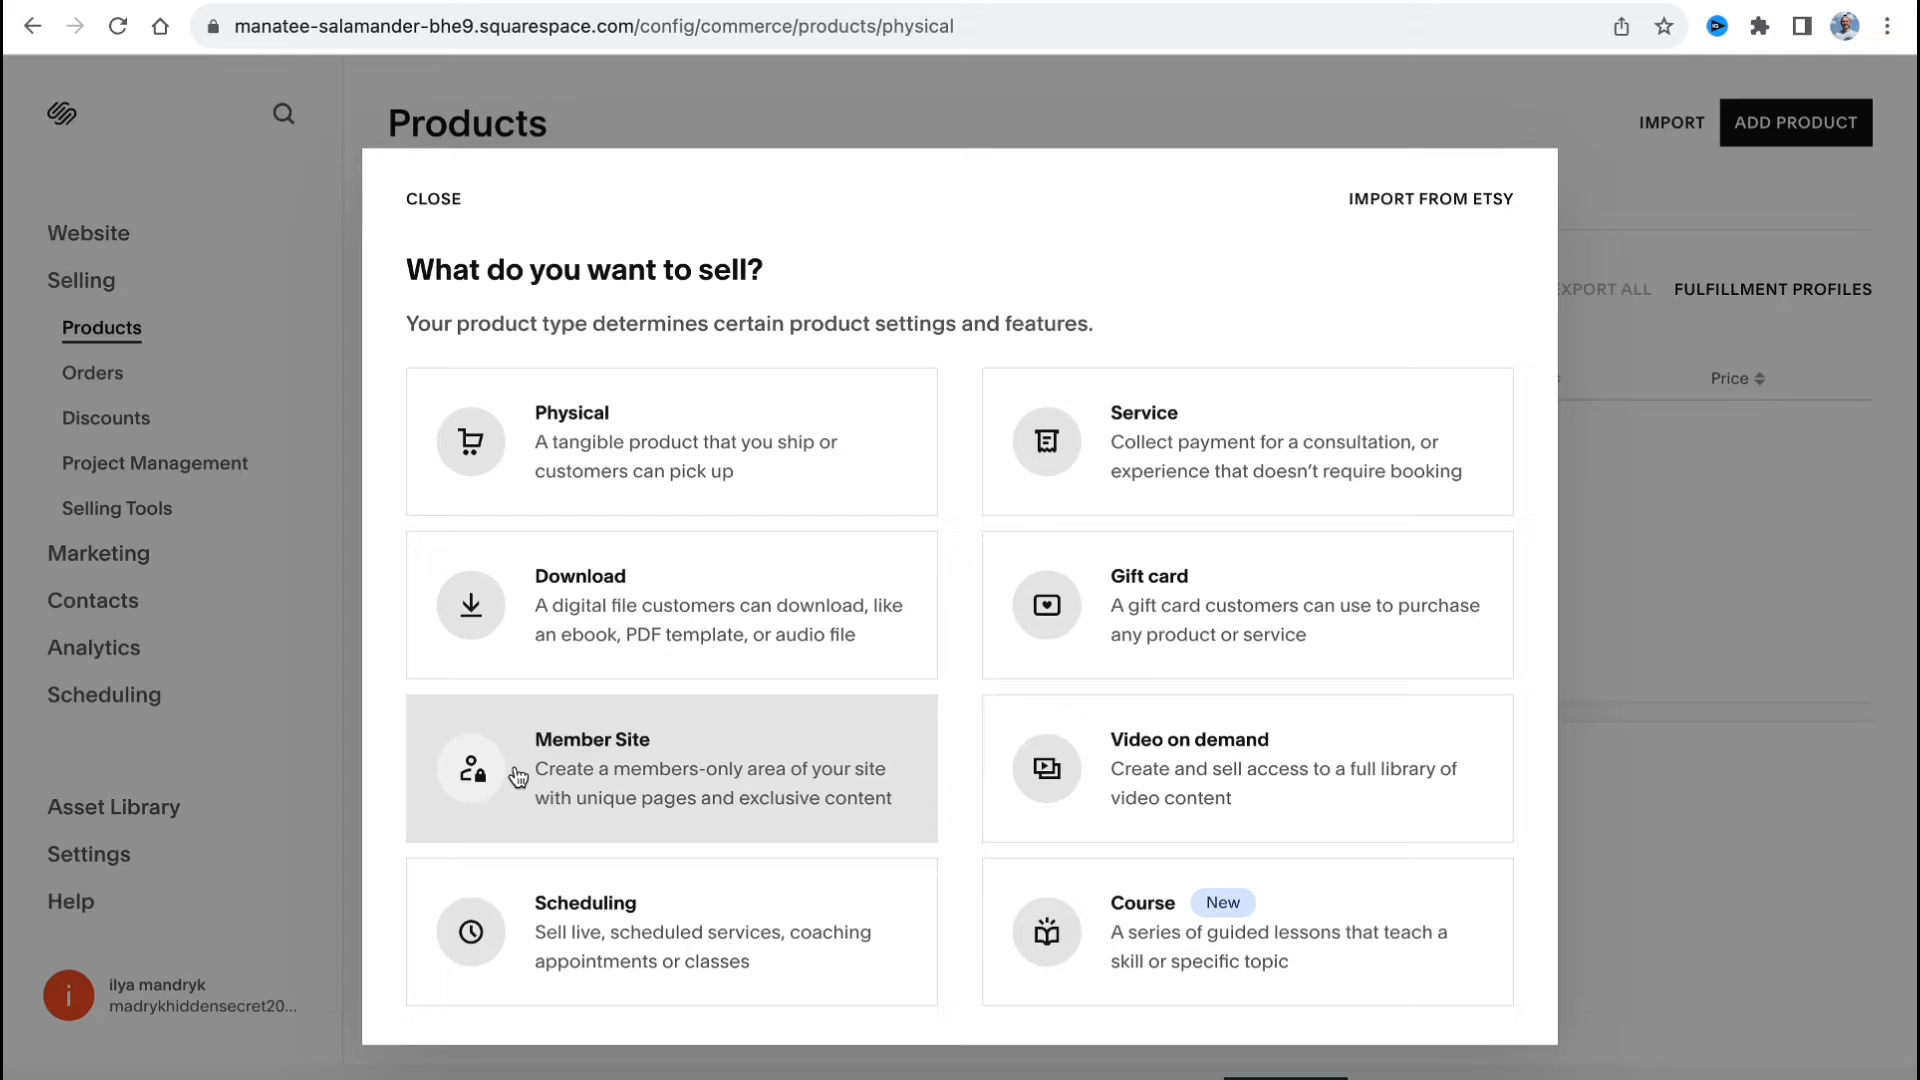 manatee-salamander-bhe9.squarespace.com/config/commerce/products/physical
Products
IMPORT
ADD PRODUCT
Website
Selling
Products
Orders
Discounts
Project Management
Selling Tools
Marketing
Contacts
Analytics
Scheduling
Asset Library
Settings
Help
i
ilya mandryk
madrykhiddensecret20...
CLOSE
IMPORT FROM ETSY
What do you want to sell?
Your product type determines certain product settings and features.
Physical
A tangible product that you ship or
customers can pick up
Service
Collect payment for a consultation, or
experience that doesn't require booking
Download
A digital file customers can download, like
an ebook, PDF template, or audio file
Gift card
A gift card customers can use to purchase
any product or service
Member Site
Create a members-only area of your site
with unique pages and exclusive content
Video on demand
Create and sell access to a full library of
video content
Scheduling
Sell live, scheduled services, coaching
appointments or classes
Course New
A series of guided lessons that teach a
skill or specific topic
EXPORT ALL
FULFILLMENT PROFILES
Price